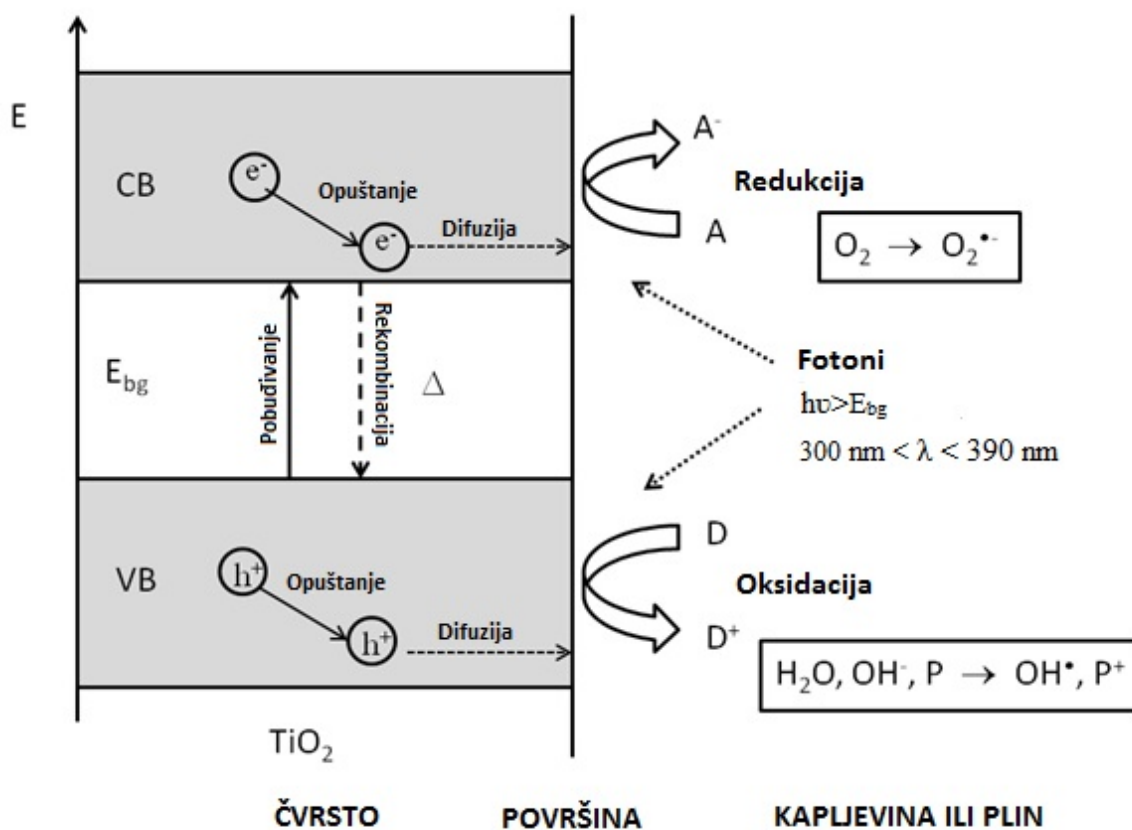 E
CB
e⁻
Opuštanje
e⁻
Difuzija
A⁻
Redukcija
A
O₂ → O₂•⁻
E_bg
Pobuđivanje
Rekombinacija
Δ
Fotoni
hυ>E_bg
300 nm < λ < 390 nm
VB
h⁺
Opuštanje
h⁺
Difuzija
D
Oksidacija
D⁺
H₂O, OH⁻, P → OH•, P⁺
TiO₂
ČVRSTO
POVRŠINA
KAPLJEVINA ILI PLIN